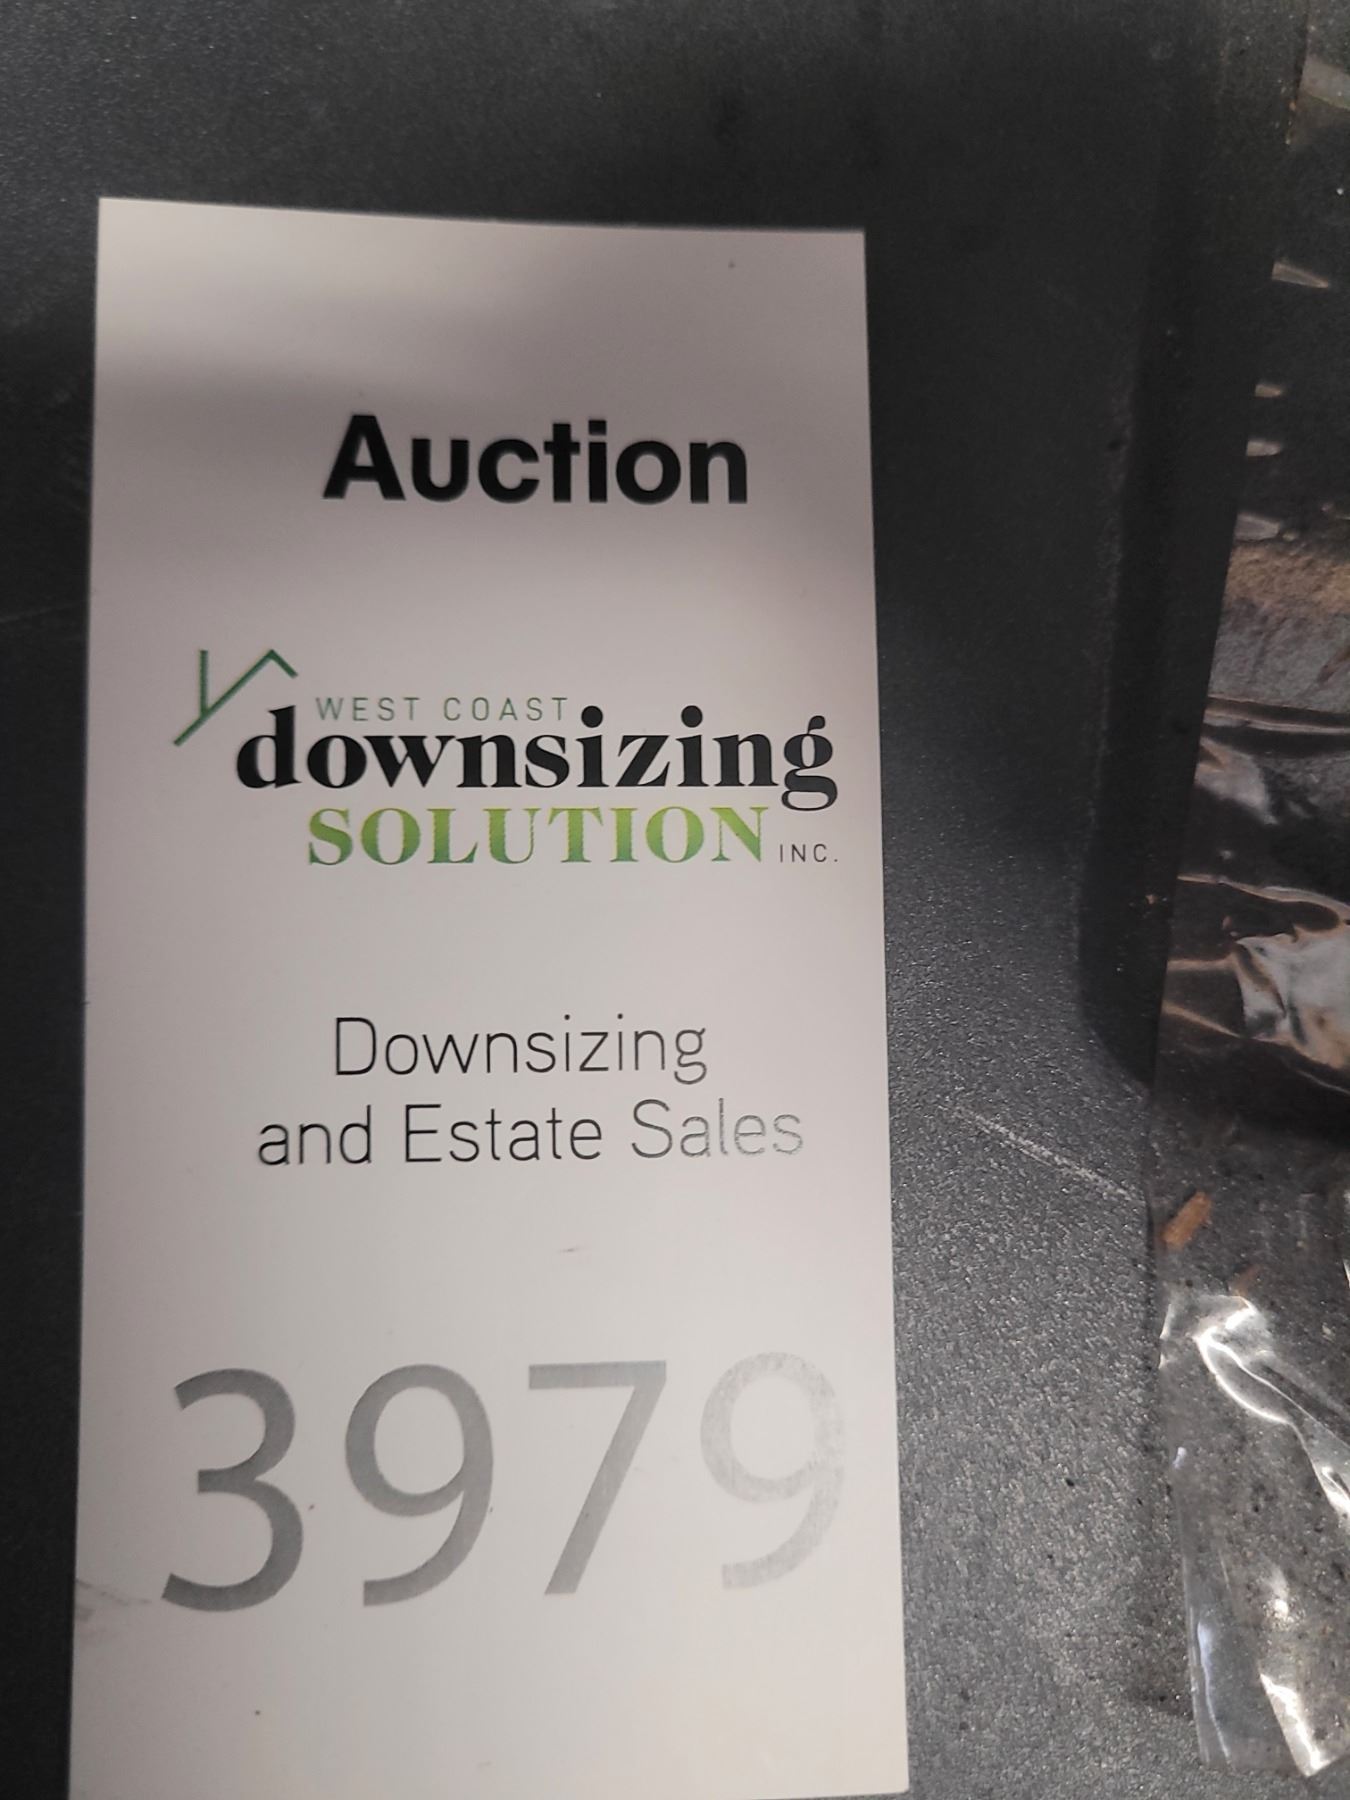 Auction
WEST COAST
downsizing
SOLUTION INC.
Downsizing
and Estate Sales
3979